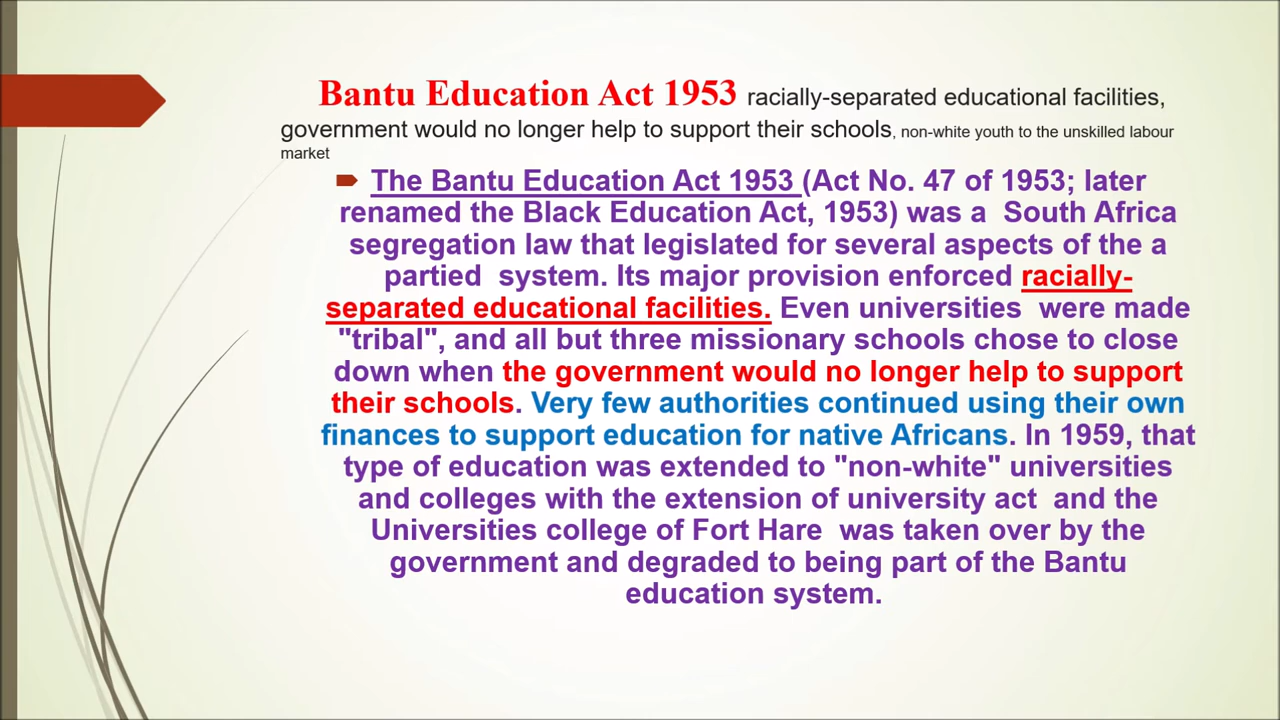 Bantu Education Act 1953 racially-separated educational facilities,
government would no longer help to support their schools, non-white youth to the unskilled labour
market
The Bantu Education Act 1953 (Act No. 47 of 1953; later
renamed the Black Education Act, 1953) was a South Africa
segregation law that legislated for several aspects of the a
partied system. Its major provision enforced racially-
separated educational facilities. Even universities were made
"tribal", and all but three missionary schools chose to close
down when the government would no longer help to support
their schools. Very few authorities continued using their own
finances to support education for native Africans. In 1959, that
type of education was extended to "non-white" universities
and colleges with the extension of university act and the
Universities college of Fort Hare was taken over by the
government and degraded to being part of the Bantu
education system.